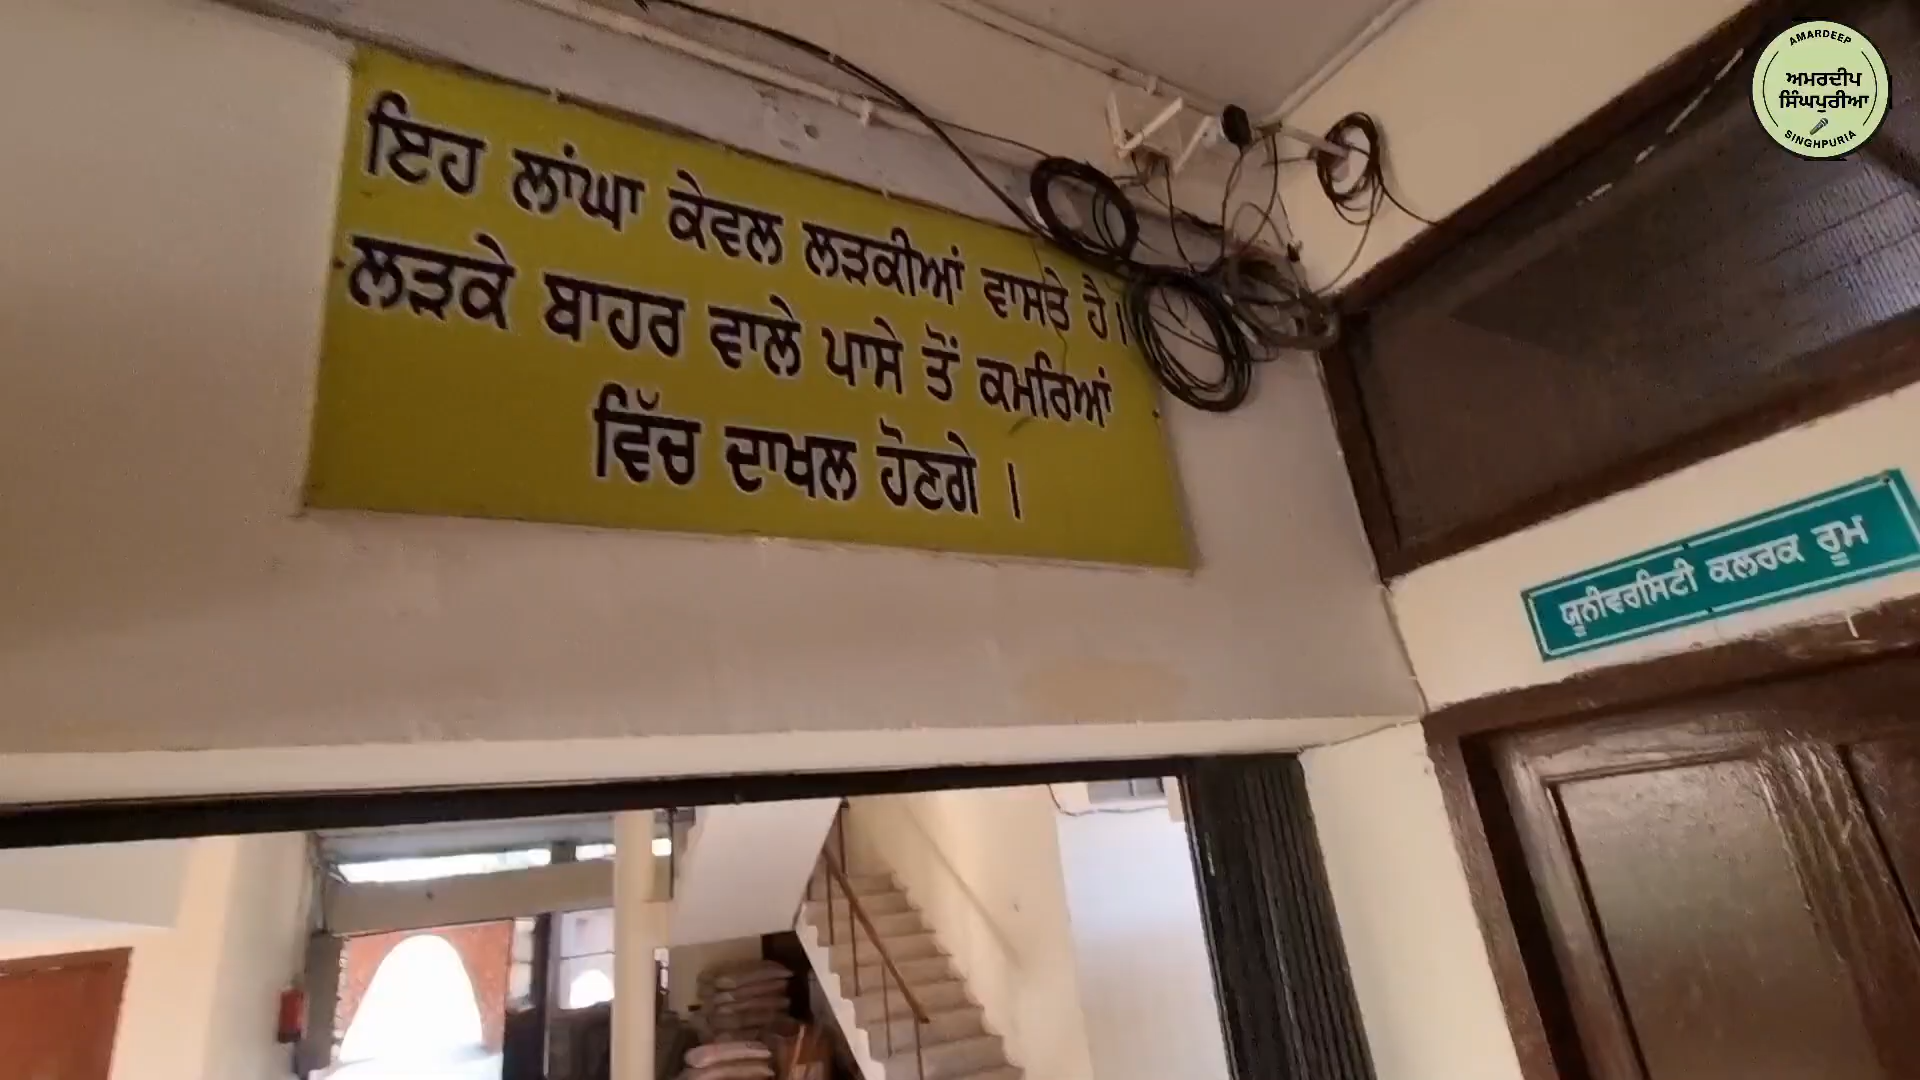 ਇਹ ਲਾਂਘਾ ਕੇਵਲ ਲੜਕੀਆਂ ਵਾਸਤੇ ਹੈ।
ਲੜਕੇ ਬਾਹਰ ਵਾਲੇ ਪਾਸੇ ਤੋਂ ਕਮਰਿਆਂ
ਵਿੱਚ ਦਾਖਲ ਹੋਣਗੇ ।
ਯੂਨੀਵਰਸਿਟੀ ਕਲਰਕ ਰੂਮ
AMARDEEP
ਅਮਰਦੀਪ
ਸਿੰਘਪੁਰੀਆ
SINGHPURIA